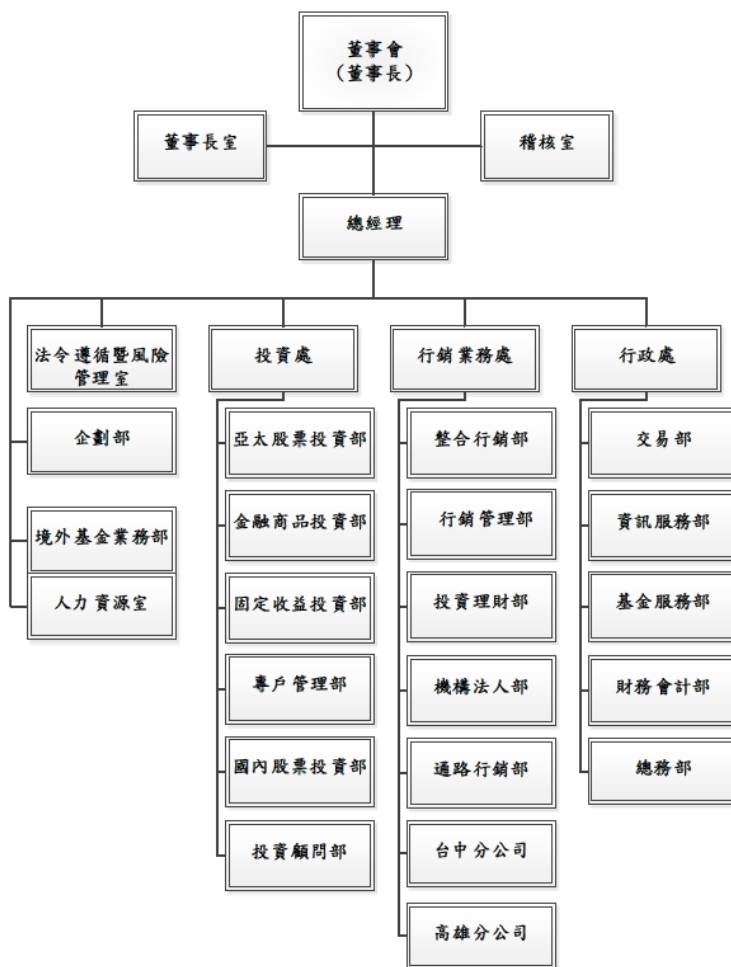 董事會
（董事長）
董事長室
稽核室
總經理
法令遵循暨風險
管理室
投資處
行銷業務處
行政處
企劃部
境外基金業務部
人力資源室
亞太股票投資部
金融商品投資部
固定收益投資部
專戶管理部
國內股票投資部
投資顧問部
整合行銷部
行銷管理部
投資理財部
機構法人部
通路行銷部
台中分公司
高雄分公司
交易部
資訊服務部
基金服務部
財務會計部
總務部